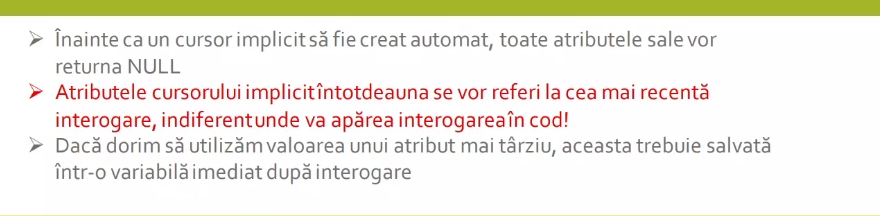 ➢ Înainte ca un cursor implicit să fie creat automat, toate atributele sale vor
returna NULL
➢ Atributele cursorului implicit întotdeauna se vor referi la cea mai recentă
interogare, indiferent unde va apărea interogarea în cod!
➢ Dacă dorim să utilizăm valoarea unui atribut mai târziu, aceasta trebuie salvată
într-o variabilă imediat după interogare